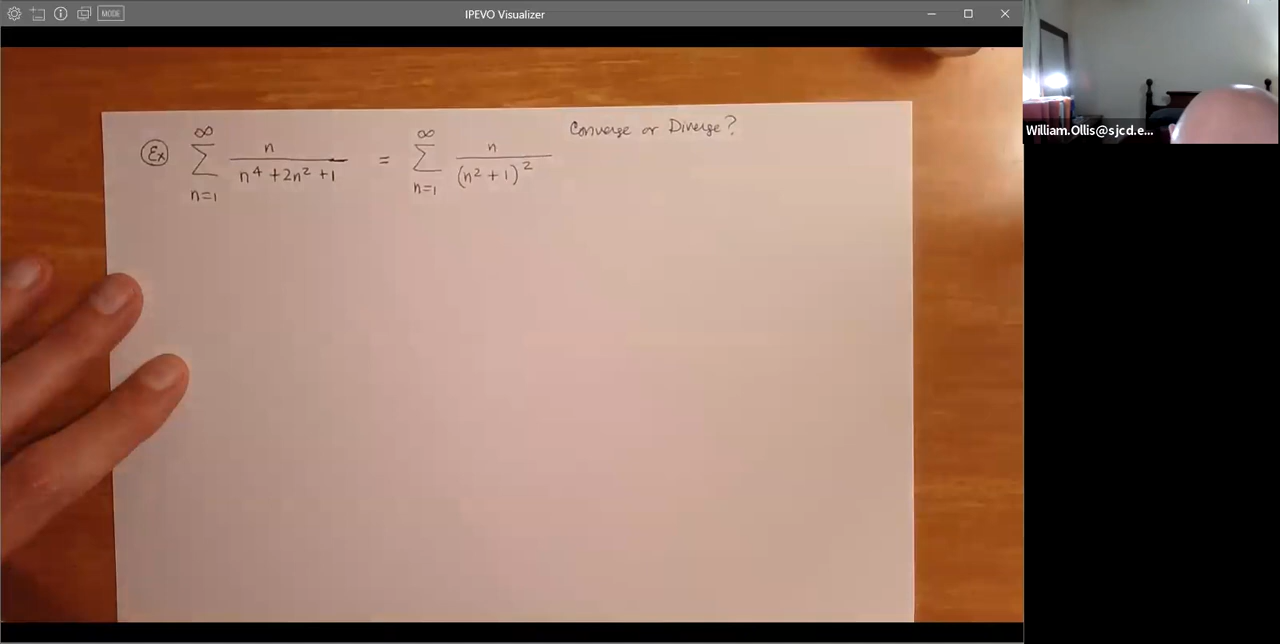 MODE
IPEVO Visualizer
William.Ollis@sjcd.e...
Converge or Diverge?
Ex ∑_{n=1}^{∞} n/(n⁴ + 2n² + 1) = ∑_{n=1}^{∞} n/(n² + 1)²